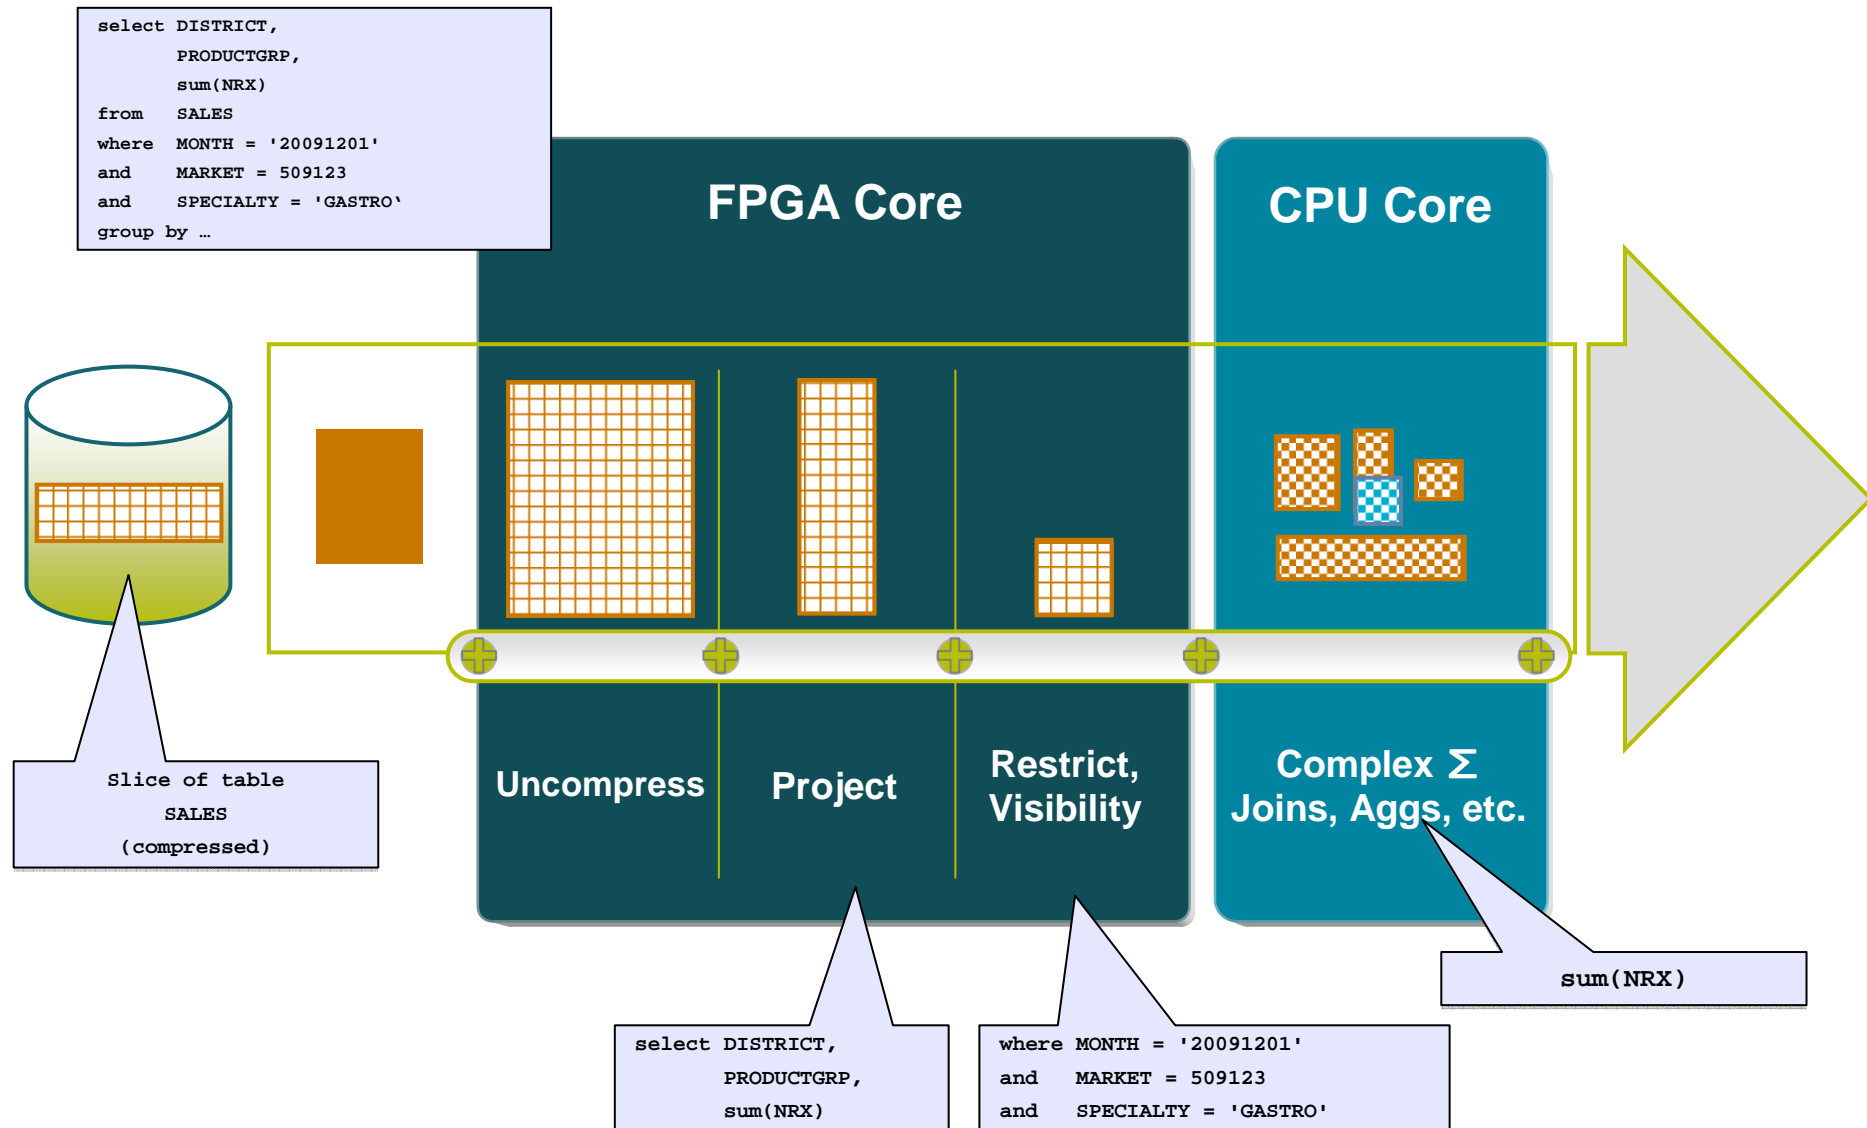 select DISTRICT,
PRODUCTGRP,
sum(NRX)
from SALES
where MONTH = '20091201'
and MARKET = 509123
and SPECIALTY = 'GASTRO‘
group by …
FPGA Core
CPU Core
Slice of table
SALES
(compressed)
Uncompress
Project
Restrict,
Visibility
Complex Σ
Joins, Aggs, etc.
sum(NRX)
select DISTRICT,
PRODUCTGRP,
sum(NRX)
where MONTH = '20091201'
and MARKET = 509123
and SPECIALTY = 'GASTRO'